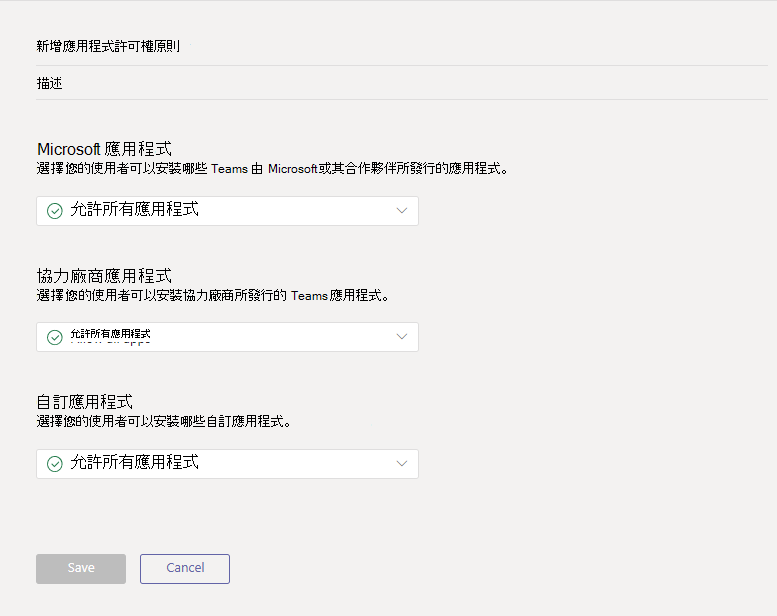 新增應用程式許可權原則
描述
Microsoft 應用程式
選擇您的使用者可以安裝哪些 Teams 由 Microsoft或其合作夥伴所發行的應用程式。
允許所有應用程式
協力廠商應用程式
選擇您的使用者可以安裝協力廠商所發行的 Teams應用程式。
允許所有應用程式
自訂應用程式
選擇您的使用者可以安裝哪些自訂應用程式。
允許所有應用程式
Save
Cancel